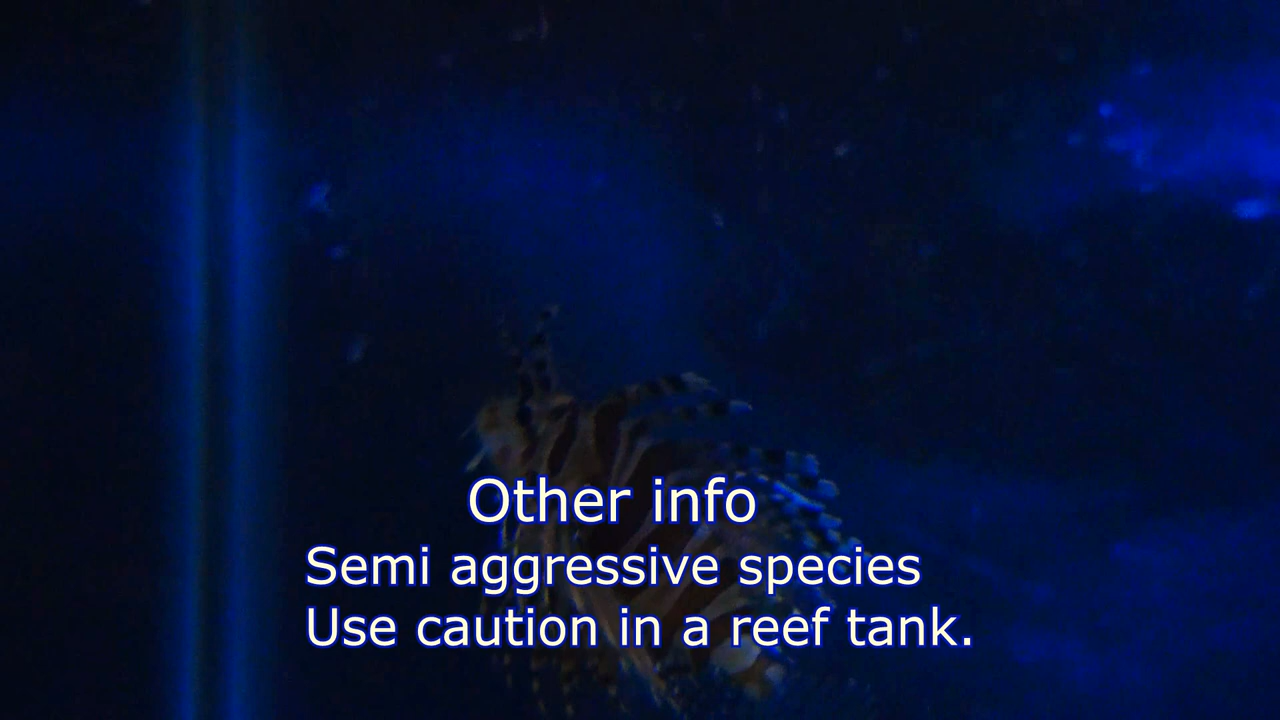 Other info
Semi aggressive species
Use caution in a reef tank.